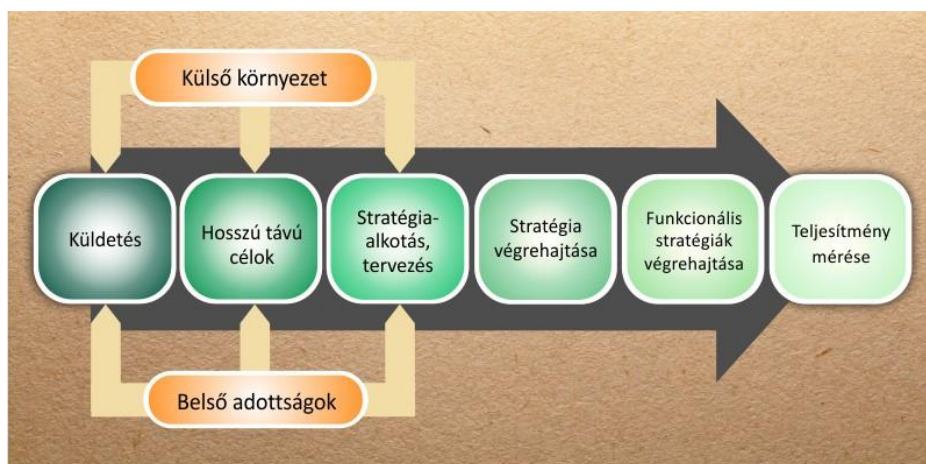 Külső környezet
Küldetés
Hosszú távú
célok
Stratégia-
alkotás,
tervezés
Stratégia
végrehajtása
Funkcionális
stratégiák
végrehajtása
Teljesítmény
mérése
Belső adottságok